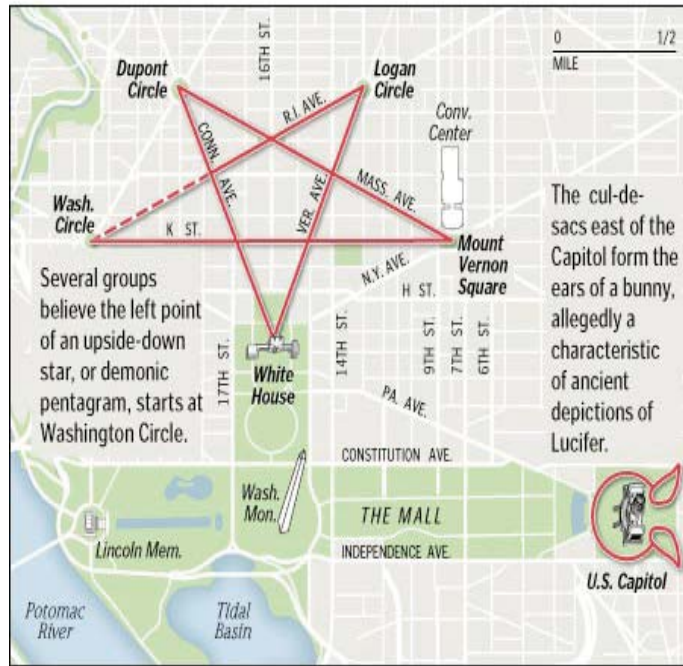 16TH ST.
0 1/2
MILE
Dupont
Circle
Logan
Circle
R.I. AVE.
Conv.
Center
CONN.
AVE.
VER. AVE.
MASS. AVE.
Wash.
Circle
K ST.
Mount
Vernon
Square
N.Y. AVE.
H ST.
The cul-de-
sacs east of the
Capitol form the
ears of a bunny,
allegedly a
characteristic
of ancient
depictions of
Lucifer.
Several groups
believe the left point
of an upside-down
star, or demonic
pentagram, starts at
Washington Circle.
17TH ST.
White
House
14TH ST.
9TH ST.
7TH ST.
6TH ST.
PA. AVE.
CONSTITUTION AVE.
Wash.
Mon.
THE MALL
Lincoln Mem.
INDEPENDENCE AVE.
U.S. Capitol
Potomac
River
Tidal
Basin